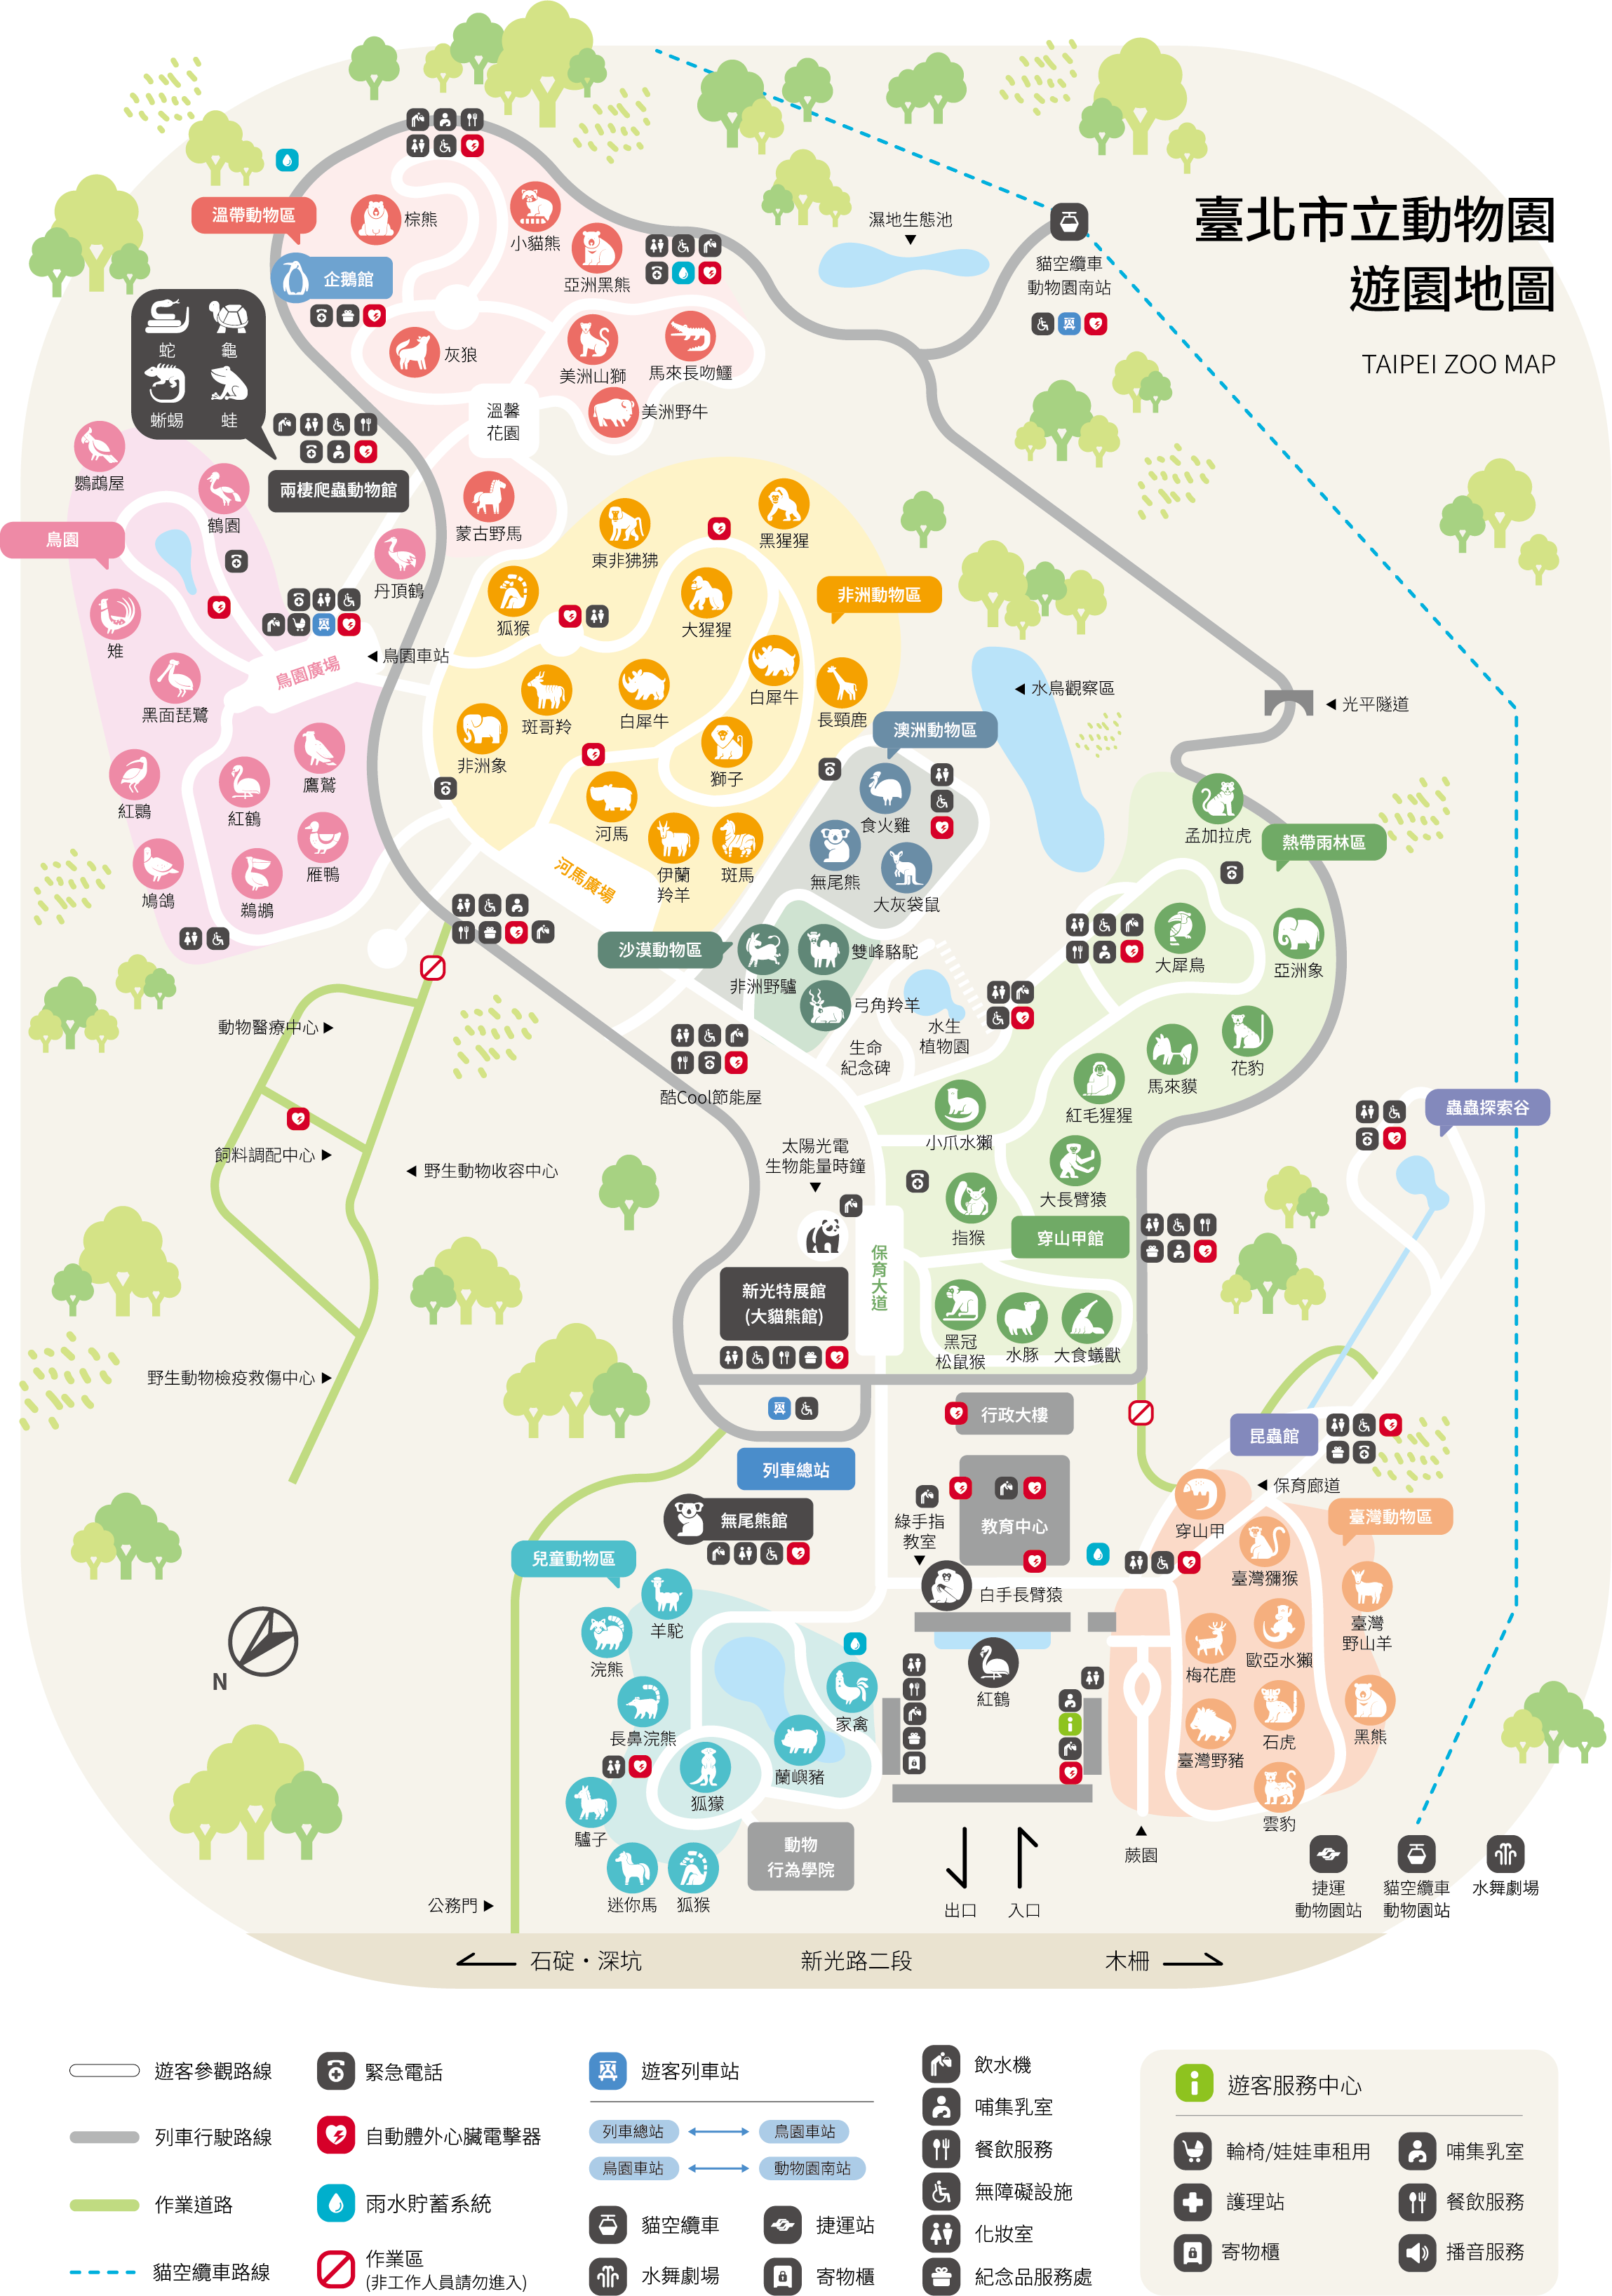 臺北市立動物園
遊園地圖
TAIPEI ZOO MAP
溫帶動物區
棕熊
小貓熊
亞洲黑熊
企鵝館
灰狼
美洲山獅
馬來長吻鱷
美洲野牛
溫馨
花園
蒙古野馬
濕地生態池
貓空纜車
動物園南站
蛇
龜
蜥蜴
蛙
兩棲爬蟲動物館
鸚鵡屋
鶴園
鳥園
丹頂鶴
雉
鳥園車站
鳥園廣場
黑面琵鷺
鷹鷲
紅䴉
紅鶴
雁鴨
鳩鴿
鵜鶘
東非狒狒
黑猩猩
非洲動物區
狐猴
大猩猩
白犀牛
長頸鹿
斑哥羚
白犀牛
非洲象
獅子
河馬
伊蘭
羚羊
斑馬
河馬廣場
水鳥觀察區
光平隧道
澳洲動物區
食火雞
無尾熊
大灰袋鼠
沙漠動物區
非洲野驢
雙峰駱駝
弓角羚羊
生命
紀念碑
水生
植物園
孟加拉虎
熱帶雨林區
大犀鳥
亞洲象
花豹
馬來貘
紅毛猩猩
小爪水獺
大長臂猿
指猴
穿山甲館
黑冠
松鼠猴
水豚
大食蟻獸
動物醫療中心
飼料調配中心
野生動物收容中心
野生動物檢疫救傷中心
酷Cool節能屋
太陽光電
生物能量時鐘
保育大道
新光特展館
(大貓熊館)
列車總站
無尾熊館
行政大樓
教育中心
綠手指
教室
白手長臂猿
紅鶴
蟲蟲探索谷
昆蟲館
保育廊道
臺灣動物區
穿山甲
臺灣獼猴
臺灣
野山羊
梅花鹿
歐亞水獺
臺灣野豬
石虎
黑熊
雲豹
蕨園
兒童動物區
羊駝
浣熊
長鼻浣熊
家禽
蘭嶼豬
狐獴
驢子
迷你馬
狐猴
動物
行為學院
N
公務門
出口
入口
捷運
動物園站
貓空纜車
動物園站
水舞劇場
石碇・深坑
新光路二段
木柵
遊客參觀路線
列車行駛路線
作業道路
貓空纜車路線
緊急電話
自動體外心臟電擊器
雨水貯蓄系統
作業區
(非工作人員請勿進入)
遊客列車站
列車總站
鳥園車站
鳥園車站
動物園南站
貓空纜車
捷運站
水舞劇場
寄物櫃
飲水機
哺集乳室
餐飲服務
無障礙設施
化妝室
紀念品服務處
遊客服務中心
輪椅/娃娃車租用
哺集乳室
護理站
餐飲服務
寄物櫃
播音服務